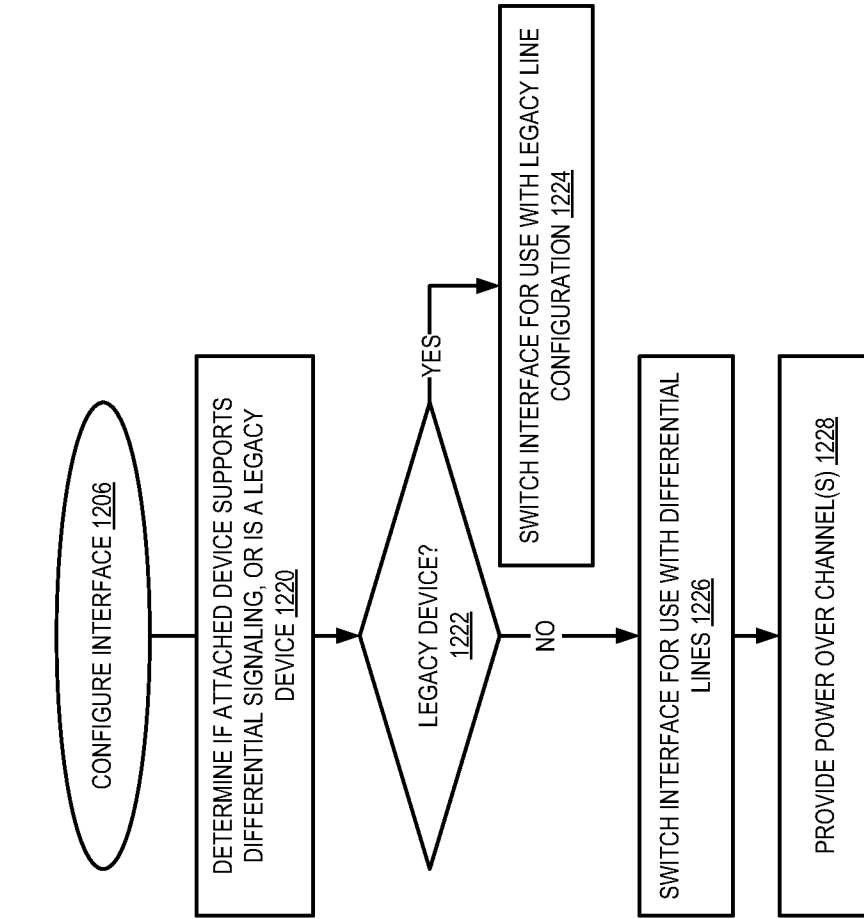 CONFIGURE INTERFACE 1206
DETERMINE IF ATTACHED DEVICE SUPPORTS
DIFFERENTIAL SIGNALING, OR IS A LEGACY
DEVICE 1220
LEGACY DEVICE?
1222
YES
SWITCH INTERFACE FOR USE WITH LEGACY LINE
CONFIGURATION 1224
NO
SWITCH INTERFACE FOR USE WITH DIFFERENTIAL
LINES 1226
PROVIDE POWER OVER CHANNEL(S) 1228